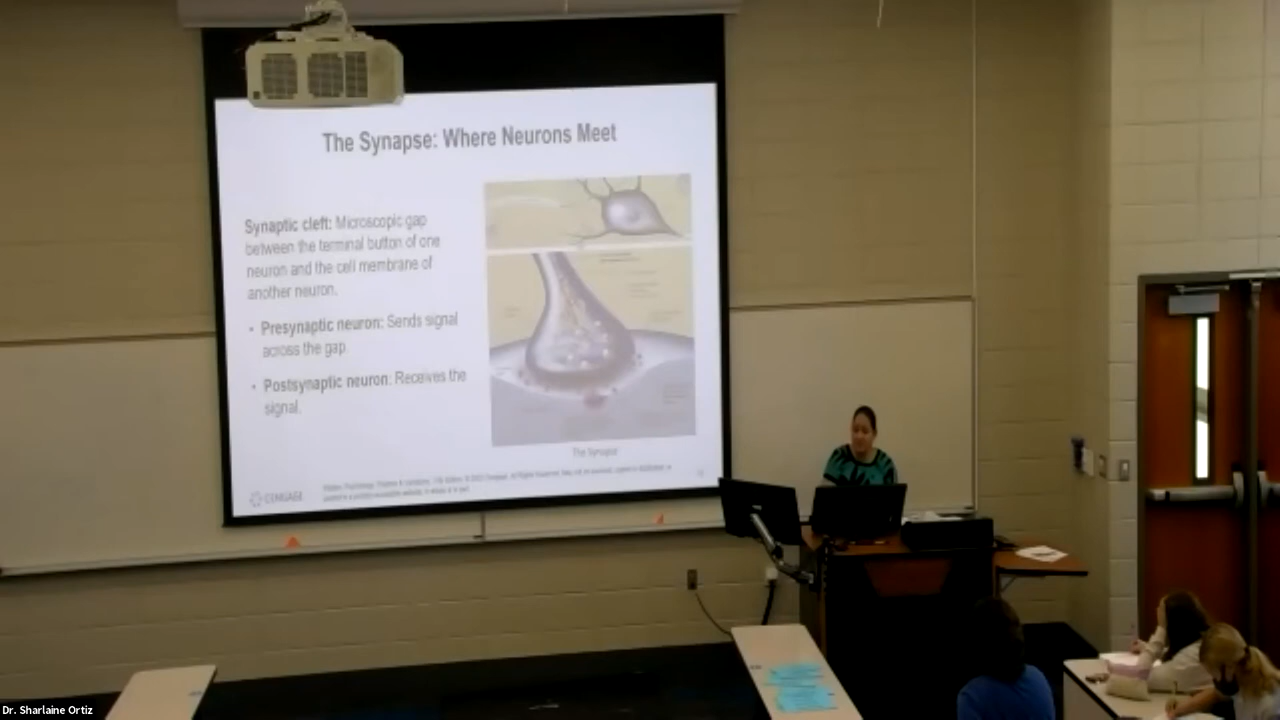 The Synapse: Where Neurons Meet
Synaptic cleft: Microscopic gap
between the terminal button of one
neuron and the cell membrane of
another neuron.
• Presynaptic neuron: Sends signal
across the gap.
• Postsynaptic neuron: Receives the
signal.
The Synapse
CENGAGE
Dr. Sharlaine Ortiz